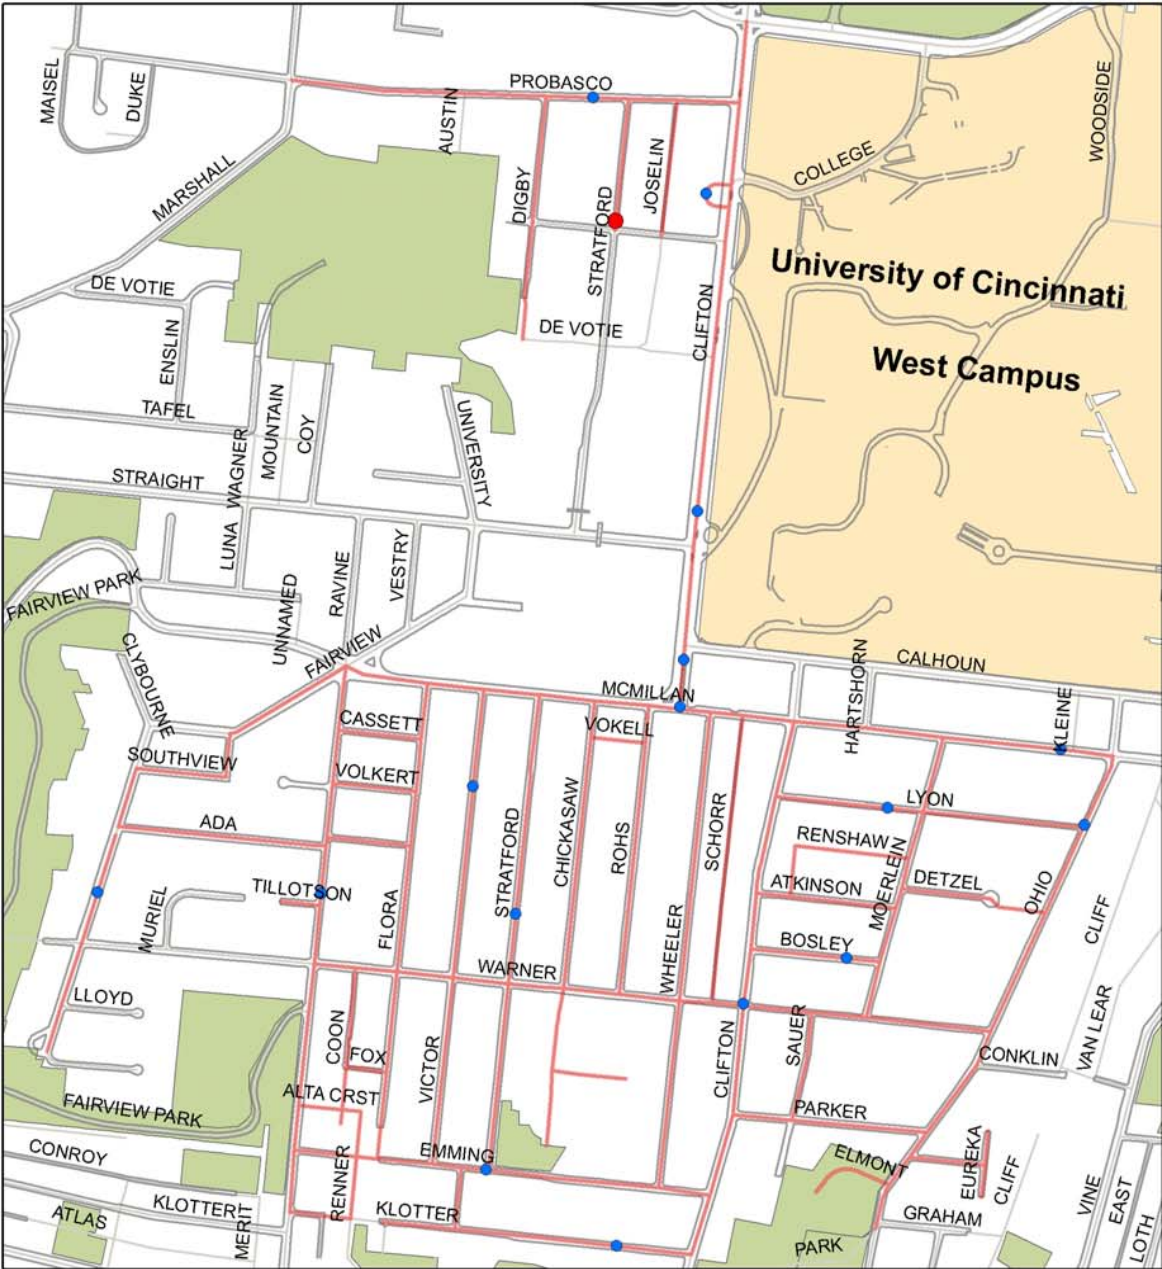 PROBASCO
MAISEL
DUKE
AUSTIN
WOODSIDE
COLLEGE
MARSHALL
DIGBY
STRATFORD
JOSELIN
University of Cincinnati
West Campus
DE VOTIE
DE VOTIE
ENSLIN
CLIFTON
TAFEL
MOUNTAIN
COY
UNIVERSITY
LUNA WAGNER
STRAIGHT
FAIRVIEW PARK
UNNAMED
RAVINE
VESTRY
FAIRVIEW
CLYBOURNE
CALHOUN
HARTSHORN
KLEINE
MCMILLAN
CASSETT
VOKELL
SOUTHVIEW
VOLKERT
LYON
ADA
STRATFORD
CHICKASAW
ROHS
SCHORR
RENSHAW
MOERLEIN
TILLOTSON
ATKINSON
DETZEL
OHIO
MURIEL
FLORA
WHEELER
BOSLEY
CLIFF
WARNER
LLOYD
COON
FOX
VICTOR
CLIFTON
SAUER
CONKLIN
VAN LEAR
ALTA CRST
FAIRVIEW PARK
PARKER
EMMING
ELMONT
EUREKA
CLIFF
CONROY
RENNER
KLOTTER
KLOTTER
ATLAS
MERIT
GRAHAM
PARK
VINE
EAST
LOTH